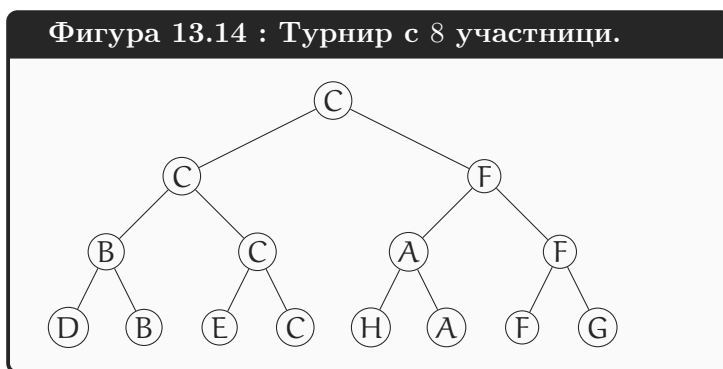 Фигура 13.14 : Турнир с 8 участници.
C
C F
B C A F
D B E C H A F G